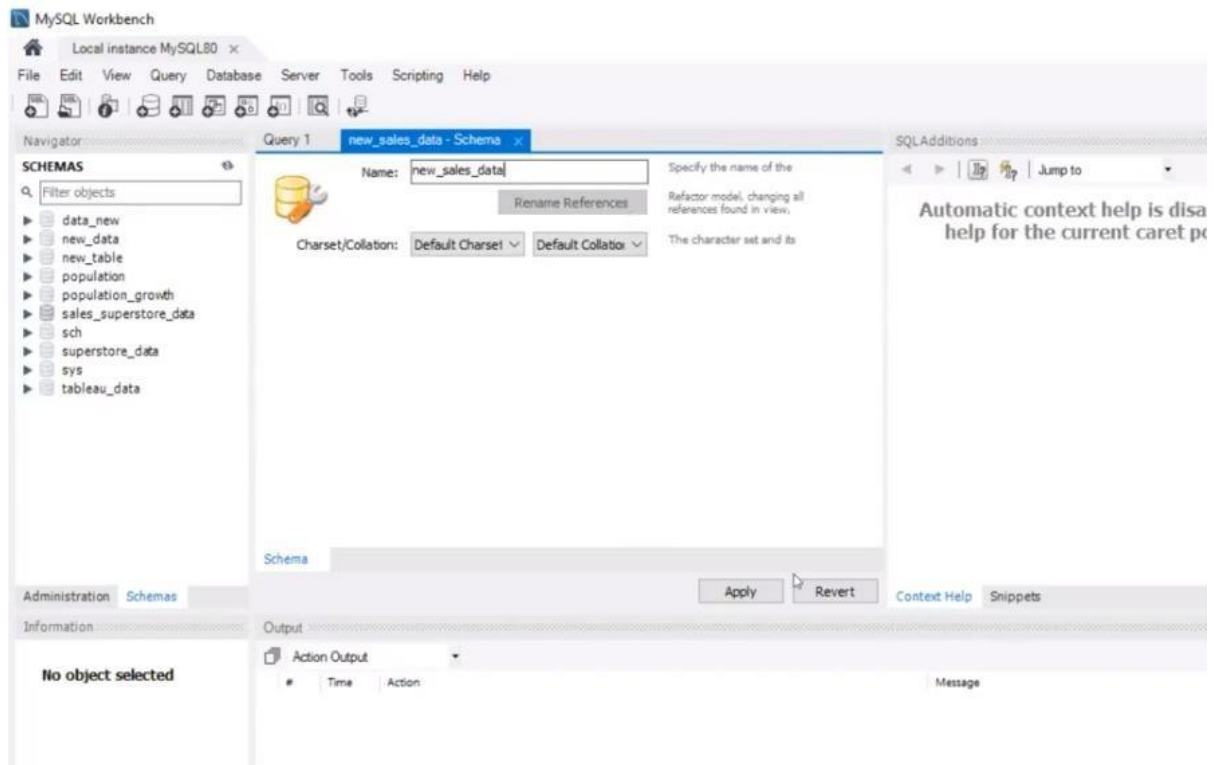 MySQL Workbench
Local instance MySQL80
File Edit View Query Database Server Tools Scripting Help
Navigator
SCHEMAS
Filter objects
data_new
new_data
new_table
population
population_growth
sales_superstore_data
sch
superstore_data
sys
tableau_data
Administration Schemas
Information
No object selected
Query 1 new_sales_data - Schema
Name: new_sales_data
Specify the name of the
Rename References
Refactor model, changing all
references found in view,
Charset/Collation: Default Charset Default Collation
The character set and its
Schema
Apply Revert
Output
Action Output
# Time Action Message
SQLAdditions
Jump to
Automatic context help is disa
help for the current caret po
Context Help Snippets